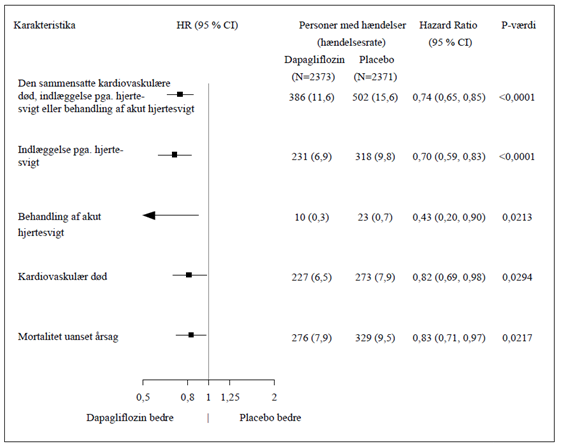 Karakteristika HR (95 % CI) Personer med hændelser Hazard Ratio P-værdi
(hændelsesrate) (95 % CI)
Dapagliflozin Placebo
(N=2373) (N=2371)
Den sammensatte kardiovaskulære
død, indlæggelse pga. hjerte-
svigt eller behandling af akut hjertesvigt 386 (11,6) 502 (15,6) 0,74 (0,65, 0,85) <0,0001
Indlæggelse pga. hjerte-
svigt 231 (6,9) 318 (9,8) 0,70 (0,59, 0,83) <0,0001
Behandling af akut 10 (0,3) 23 (0,7) 0,43 (0,20, 0,90) 0,0213
hjertesvigt
Kardiovaskulær død 227 (6,5) 273 (7,9) 0,82 (0,69, 0,98) 0,0294
Mortalitet uanset årsag 276 (7,9) 329 (9,5) 0,83 (0,71, 0,97) 0,0217
0,5 0,8 1 1,25 2
Dapagliflozin bedre | Placebo bedre